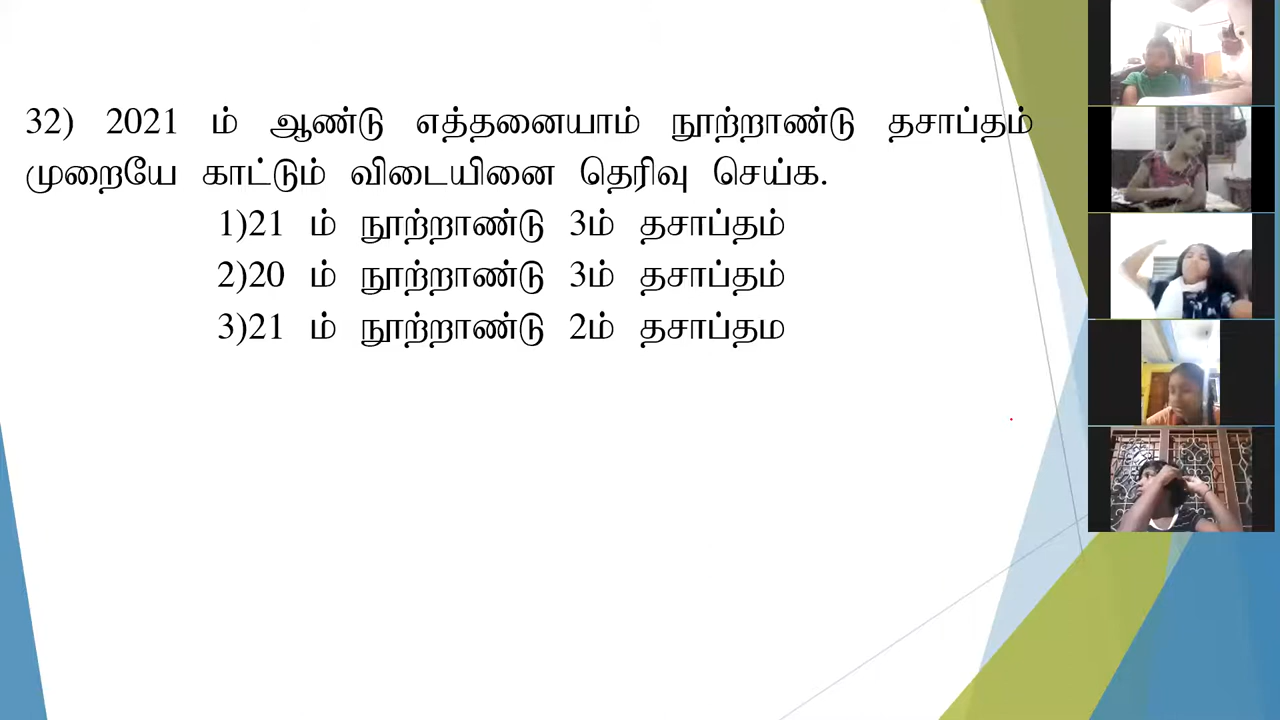 32) 2021 ம் ஆண்டு எத்தனையாம் நூற்றாண்டு தசாப்தம்
முறையே காட்டும் விடையினை தெரிவு செய்க.
1)21 ம் நூற்றாண்டு 3ம் தசாப்தம்
2)20 ம் நூற்றாண்டு 3ம் தசாப்தம்
3)21 ம் நூற்றாண்டு 2ம் தசாப்தம